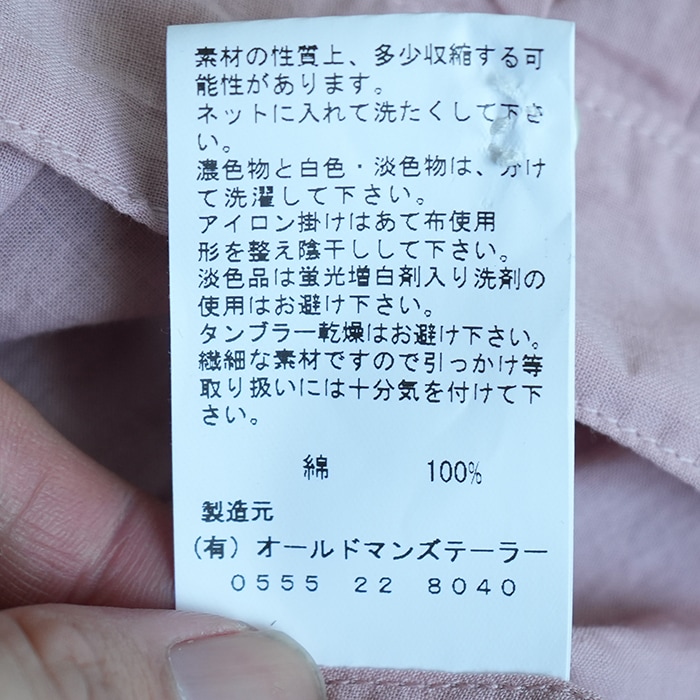 素材の性質上、多少収縮する可
能性があります。
ネットに入れて洗たくして下さ
い。
濃色物と白色・淡色物は、分け
て洗濯して下さい。
アイロン掛けはあて布使用
形を整え陰干しして下さい。
淡色品は蛍光増白剤入り洗剤の
使用はお避け下さい。
タンブラー乾燥はお避け下さい。
繊細な素材ですので引っかけ等
取り扱いには十分気を付けて下
さい。
綿 100%
製造元
(有) オールドマンズテーラー
0555 22 8040